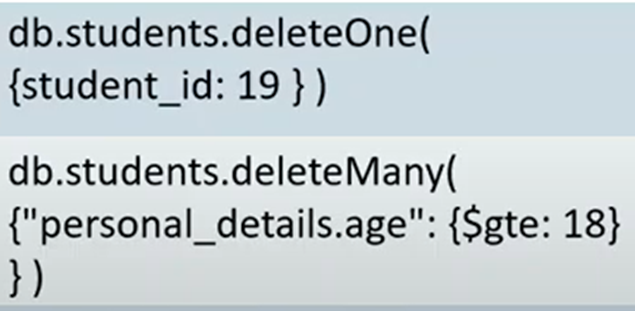 db.students.deleteOne(
{student_id: 19 } )
db.students.deleteMany(
{"personal_details.age": {$gte: 18}
} )